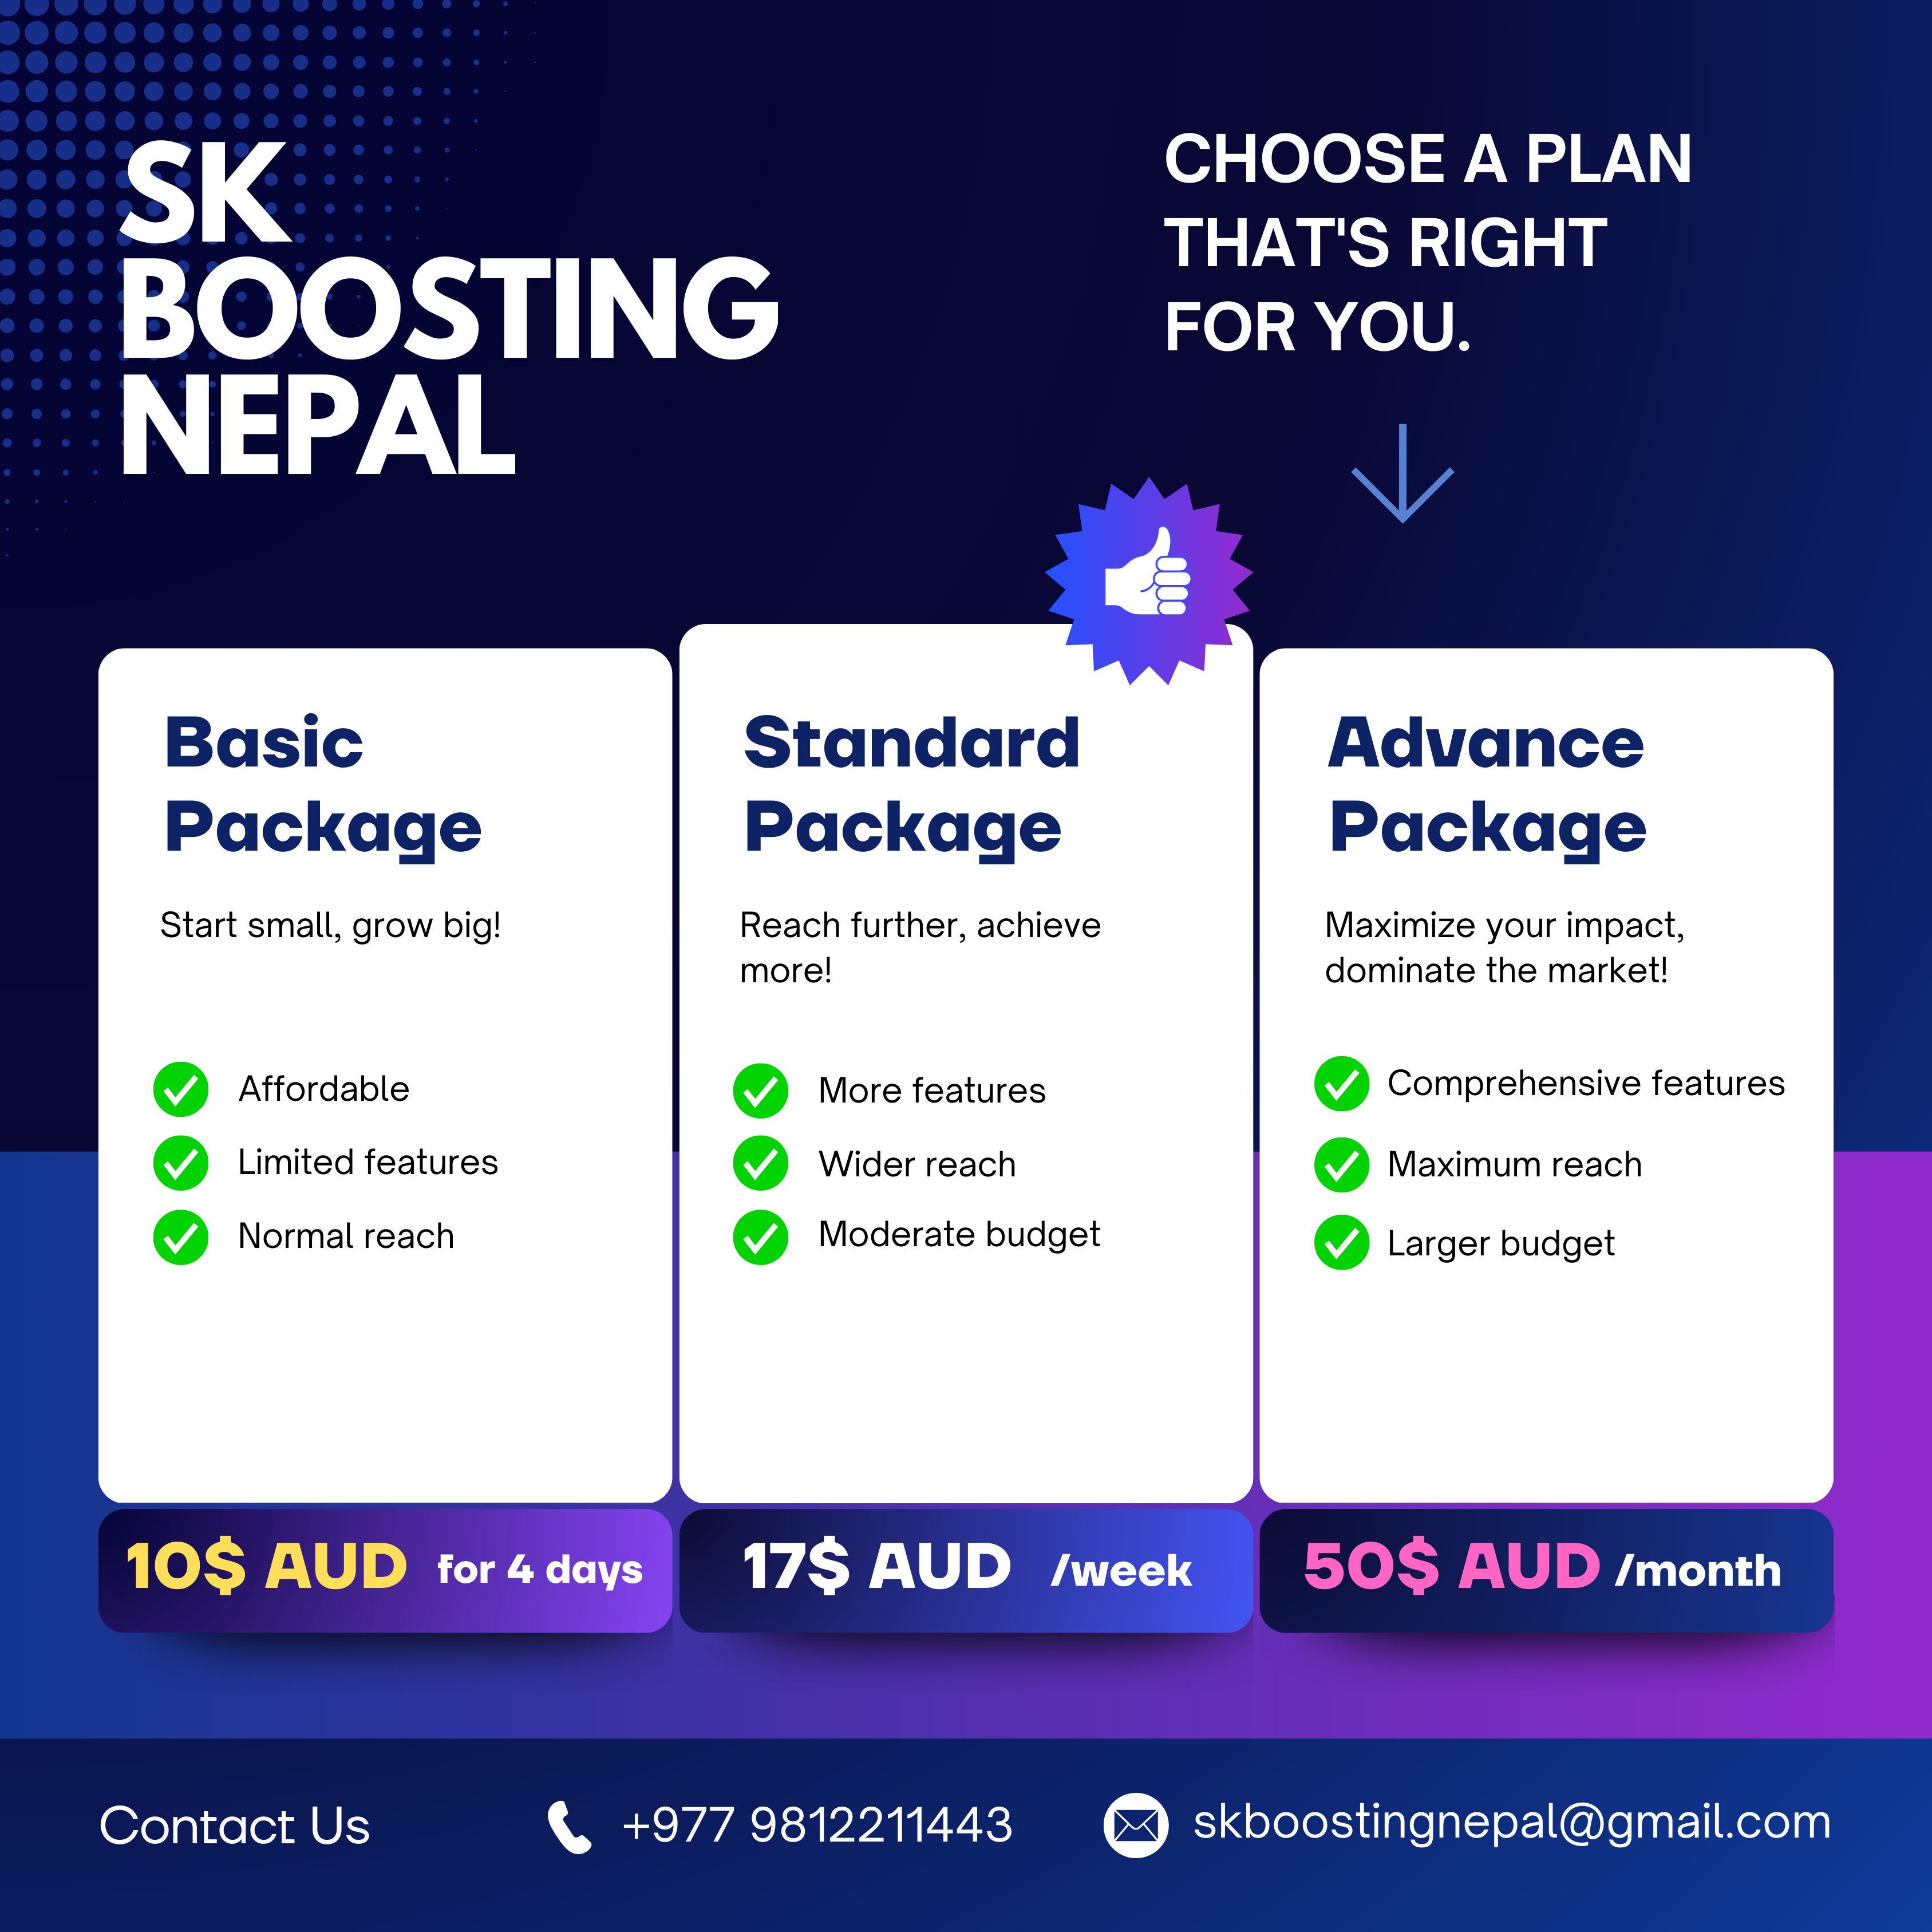 SK
BOOSTING
NEPAL
CHOOSE A PLAN
THAT'S RIGHT
FOR YOU.
Basic
Package
Start small, grow big!
Affordable
Limited features
Normal reach
10$ AUD for 4 days
Standard
Package
Reach further, achieve
more!
More features
Wider reach
Moderate budget
17$ AUD /week
Advance
Package
Maximize your impact,
dominate the market!
Comprehensive features
Maximum reach
Larger budget
50$ AUD /month
Contact Us
+977 9812211443
skboostingnepal@gmail.com